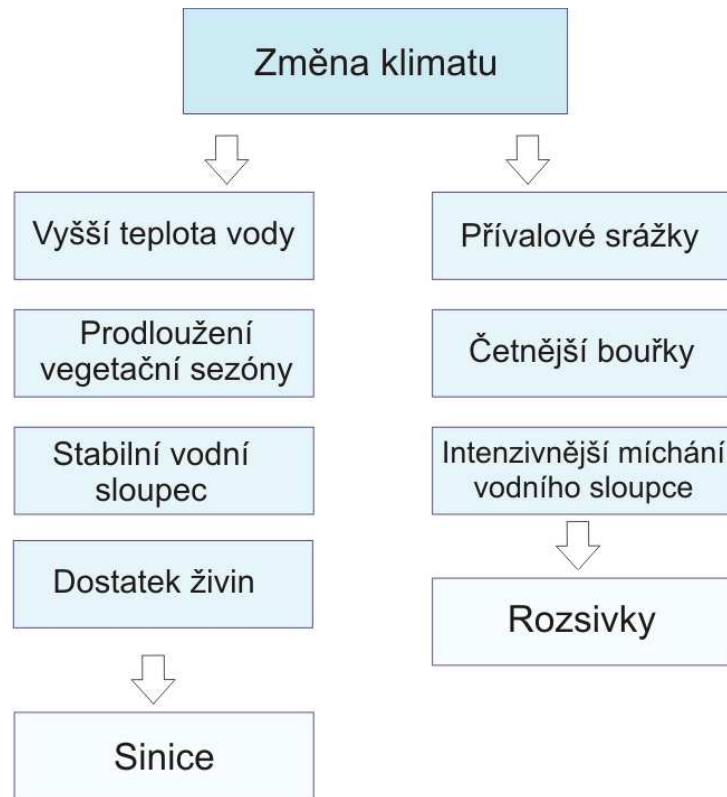 Změna klimatu
Vyšší teplota vody
Prodloužení
vegetační sezóny
Stabilní vodní
sloupec
Dostatek živin
Sinice
Přívalové srážky
Četnější bouřky
Intenzivnější míchání
vodního sloupce
Rozsivky